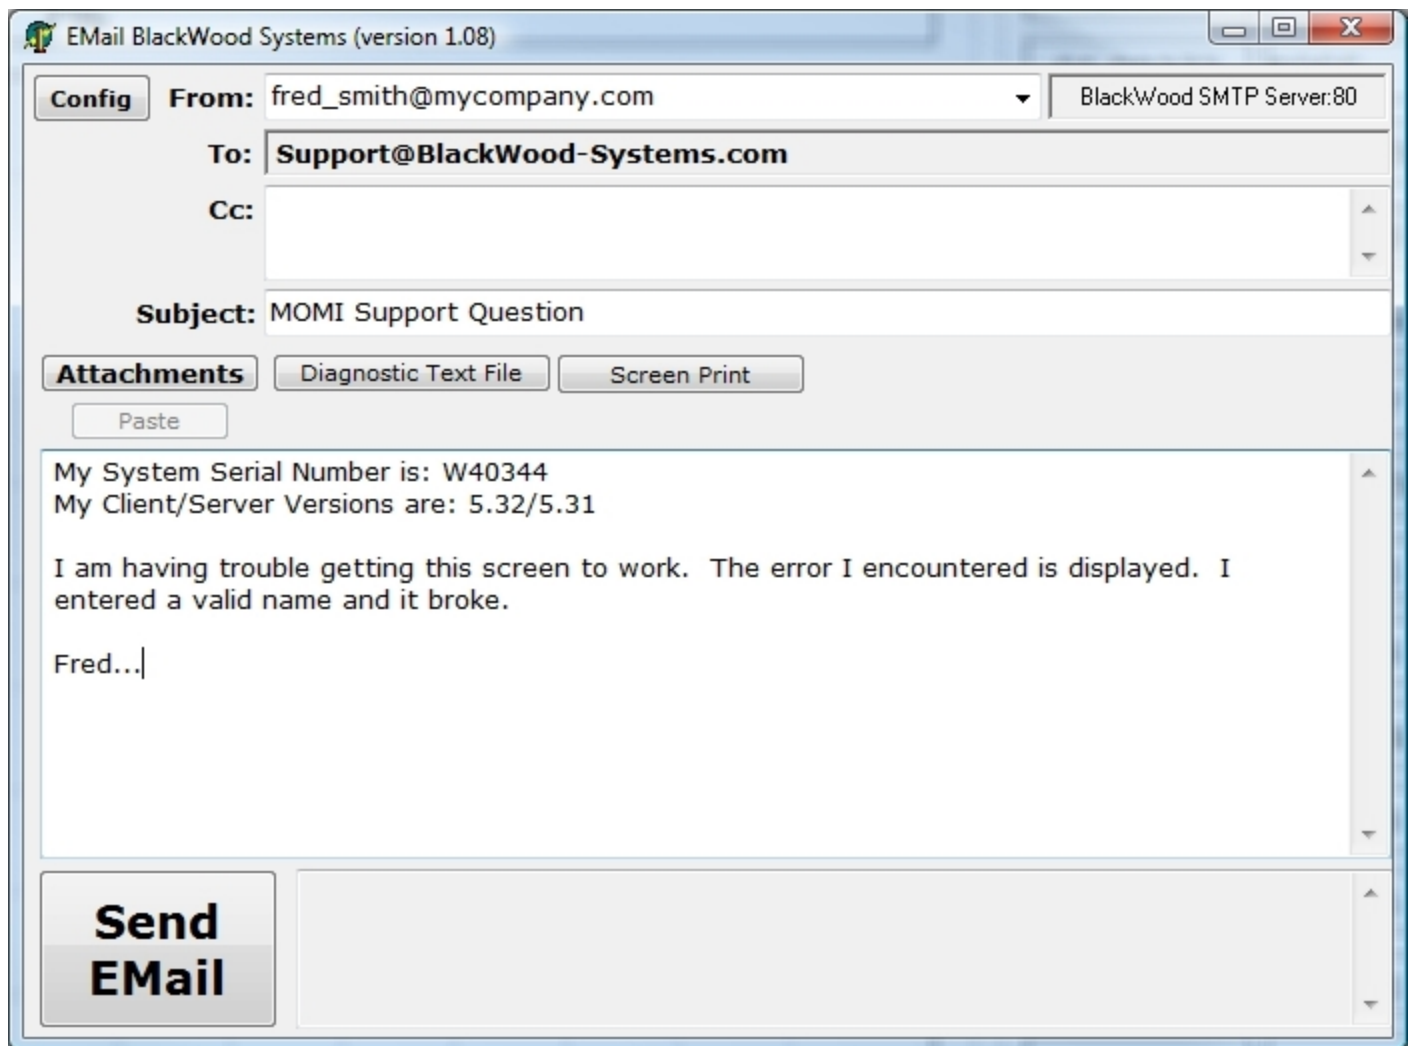 EMail BlackWood Systems (version 1.08)
Config From: fred_smith@mycompany.com BlackWood SMTP Server:80
To: Support@BlackWood-Systems.com
Cc:
Subject: MOMI Support Question
Attachments Diagnostic Text File Screen Print
Paste
My System Serial Number is: W40344
My Client/Server Versions are: 5.32/5.31
I am having trouble getting this screen to work.  The error I encountered is displayed.  I
entered a valid name and it broke.
Fred...
Send
EMail